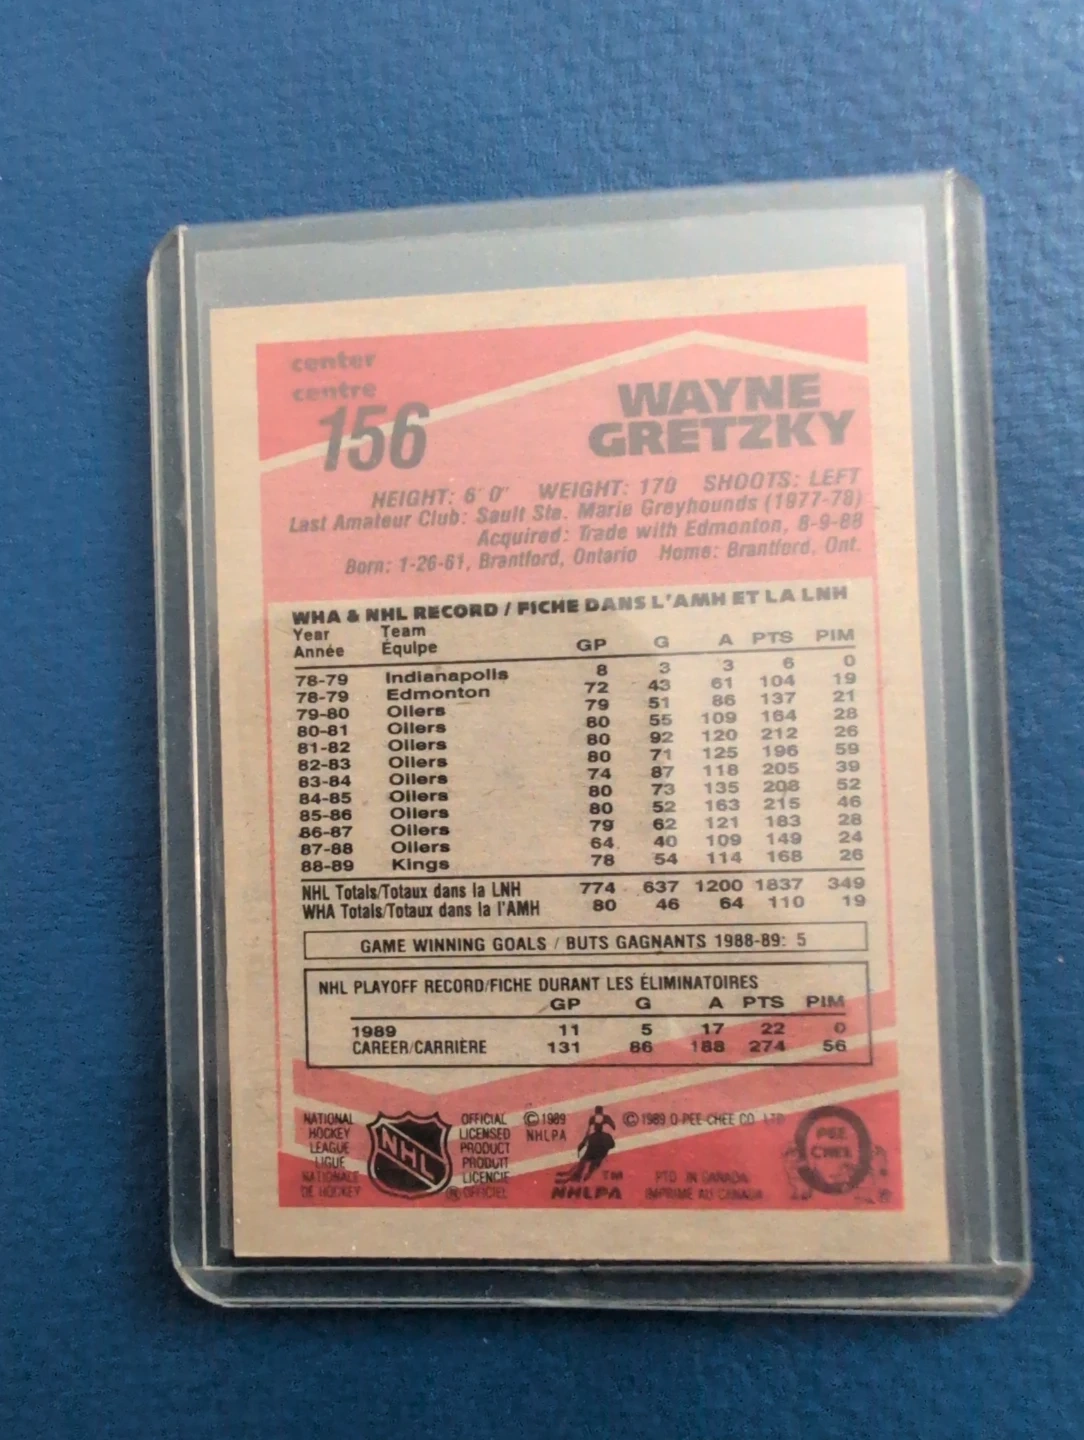 center
centre
156
WAYNE
GRETZKY
HEIGHT: 6' 0" WEIGHT: 170 SHOOTS: LEFT
Last Amateur Club: Sault Ste. Marie Greyhounds (1977-78)
Acquired: Trade with Edmonton, 8-9-88
Born: 1-26-61, Brantford, Ontario Home: Brantford, Ont.
WHA & NHL RECORD / FICHE DANS L'AMH ET LA LNH
Year Team
Année Équipe GP G A PTS PIM
78-79 Indianapolis 8 3 3 6 0
78-79 Edmonton 72 43 61 104 19
79-80 Oilers 79 51 86 137 21
80-81 Oilers 80 55 109 164 28
81-82 Oilers 80 92 120 212 26
82-83 Oilers 80 71 125 196 59
83-84 Oilers 74 87 118 205 39
84-85 Oilers 80 73 135 208 52
85-86 Oilers 80 52 163 215 46
86-87 Oilers 79 62 121 183 28
87-88 Oilers 64 40 109 149 24
88-89 Kings 78 54 114 168 26
NHL Totals/Totaux dans la LNH 774 637 1200 1837 349
WHA Totals/Totaux dans la l'AMH 80 46 64 110 19
GAME WINNING GOALS / BUTS GAGNANTS 1988-89: 5
NHL PLAYOFF RECORD/FICHE DURANT LES ÉLIMINATOIRES
GP G A PTS PIM
1989 11 5 17 22 0
CAREER/CARRIÈRE 131 86 188 274 56
NATIONAL
HOCKEY
LEAGUE
LIGUE
NATIONALE
DE HOCKEY
NHL
OFFICIAL
LICENSED
PRODUCT
PRODUIT
LICENCIE
® OFFICIEL
© 1989
NHLPA
TM
NHLPA
© 1989 O-PEE-CHEE CO. LTD.
PTD. IN CANADA
IMPRIMÉ AU CANADA
O
PEE
CHEE